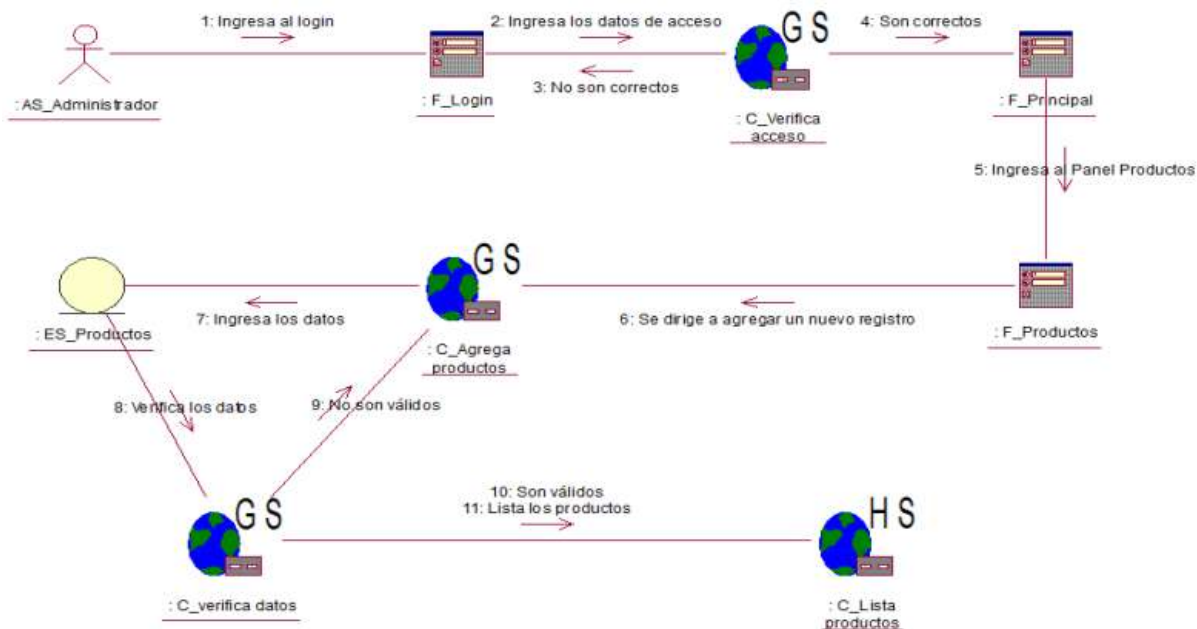 1: Ingresa al login
2: Ingresa los datos de acceso
G S
4: Son correctos
3: No son correctos
: AS_Administrador
: F_Login
: C_Verifica
acceso
: F_Principal
5: Ingresa al Panel Productos
G S
7: Ingresa los datos
6: Se dirige a agregar un nuevo registro
: ES_Productos
: C_Agrega
productos
: F_Productos
8: Verifica los datos
9: No son válidos
G S
10: Son válidos
11: Lista los productos
H S
: C_verifica datos
: C_Lista
productos